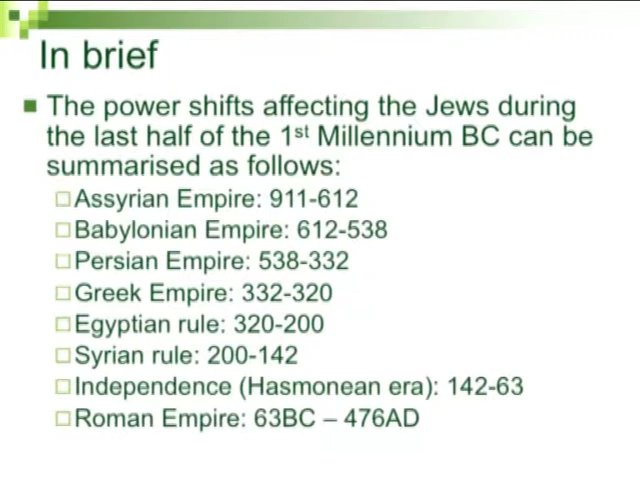 In brief
The power shifts affecting the Jews during
the last half of the 1st Millennium BC can be
summarised as follows:
Assyrian Empire: 911-612
Babylonian Empire: 612-538
Persian Empire: 538-332
Greek Empire: 332-320
Egyptian rule: 320-200
Syrian rule: 200-142
Independence (Hasmonean era): 142-63
Roman Empire: 63BC – 476AD